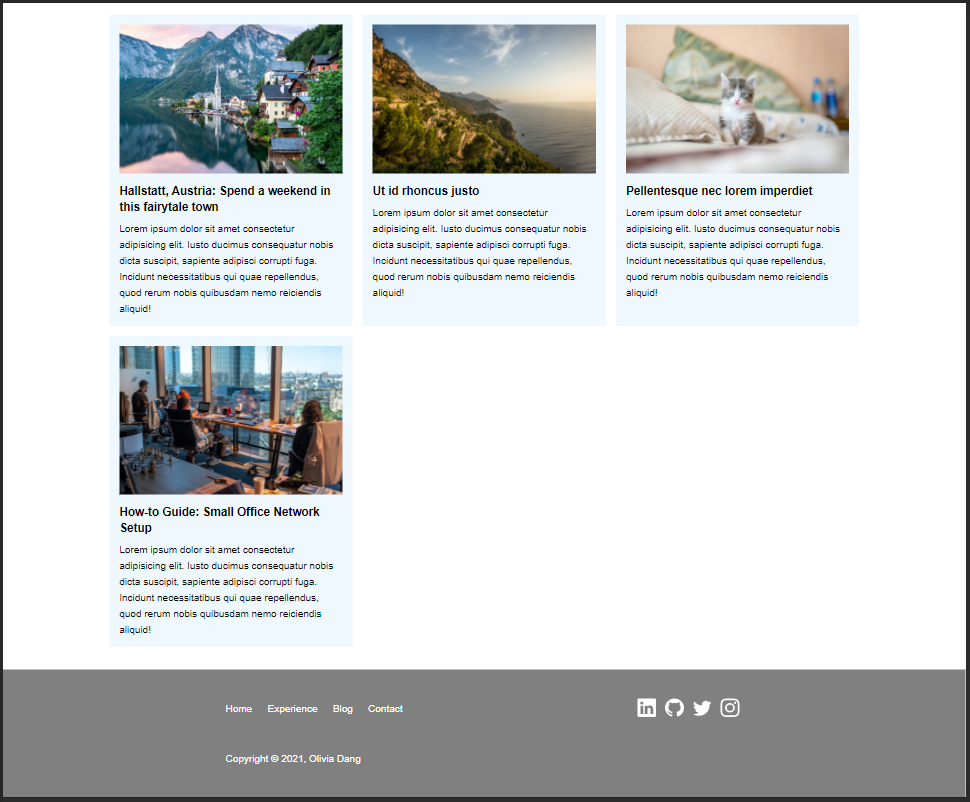 Hallstatt, Austria: Spend a weekend in
this fairytale town
Lorem ipsum dolor sit amet consectetur
adipisicing elit. Iusto ducimus consequatur nobis
dicta suscipit, sapiente adipisci corrupti fuga.
Incidunt necessitatibus qui quae repellendus,
quod rerum nobis quibusdam nemo reiciendis
aliquid!
Ut id rhoncus justo
Lorem ipsum dolor sit amet consectetur
adipisicing elit. Iusto ducimus consequatur nobis
dicta suscipit, sapiente adipisci corrupti fuga.
Incidunt necessitatibus qui quae repellendus,
quod rerum nobis quibusdam nemo reiciendis
aliquid!
Pellentesque nec lorem imperdiet
Lorem ipsum dolor sit amet consectetur
adipisicing elit. Iusto ducimus consequatur nobis
dicta suscipit, sapiente adipisci corrupti fuga.
Incidunt necessitatibus qui quae repellendus,
quod rerum nobis quibusdam nemo reiciendis
aliquid!
How-to Guide: Small Office Network
Setup
Lorem ipsum dolor sit amet consectetur
adipisicing elit. Iusto ducimus consequatur nobis
dicta suscipit, sapiente adipisci corrupti fuga.
Incidunt necessitatibus qui quae repellendus,
quod rerum nobis quibusdam nemo reiciendis
aliquid!
Home Experience Blog Contact
in
Copyright © 2021, Olivia Dang